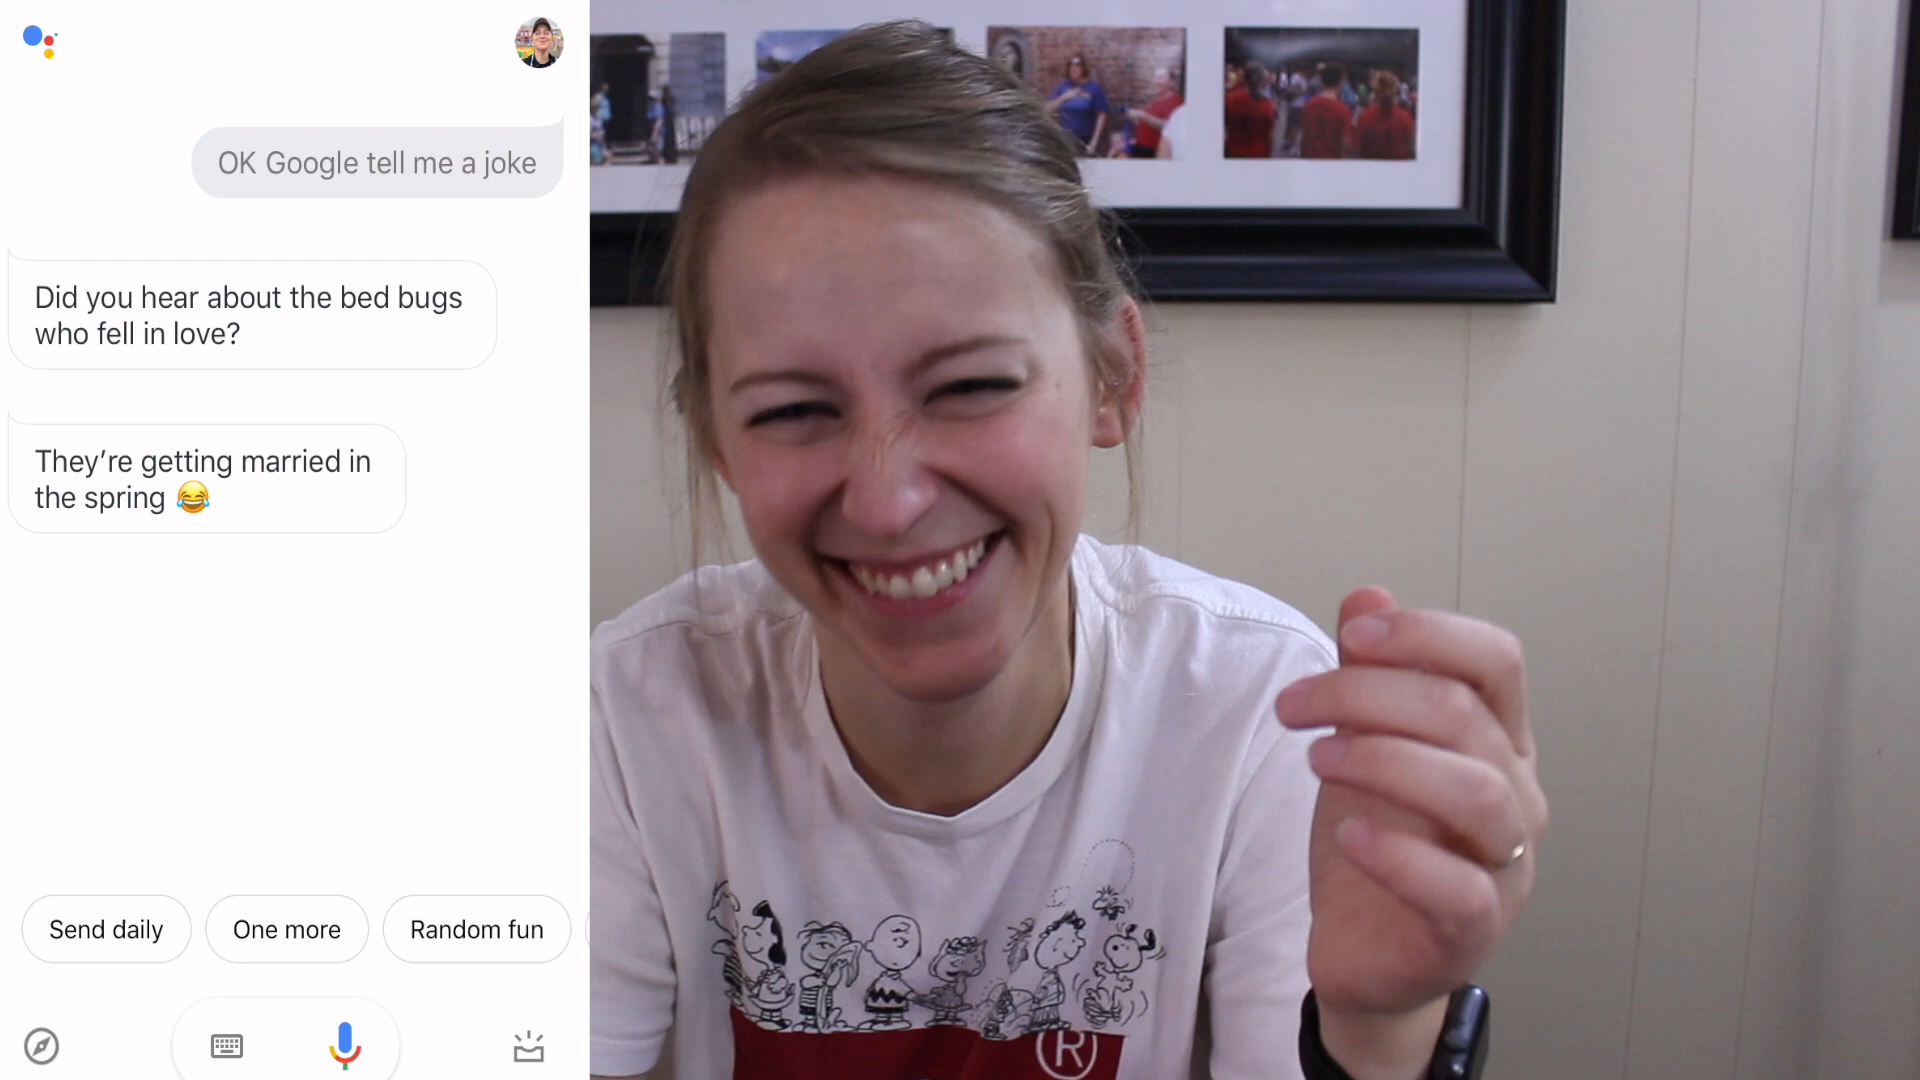 OK Google tell me a joke
Did you hear about the bed bugs
who fell in love?
They’re getting married in
the spring 😂
Send daily
One more
Random fun
®